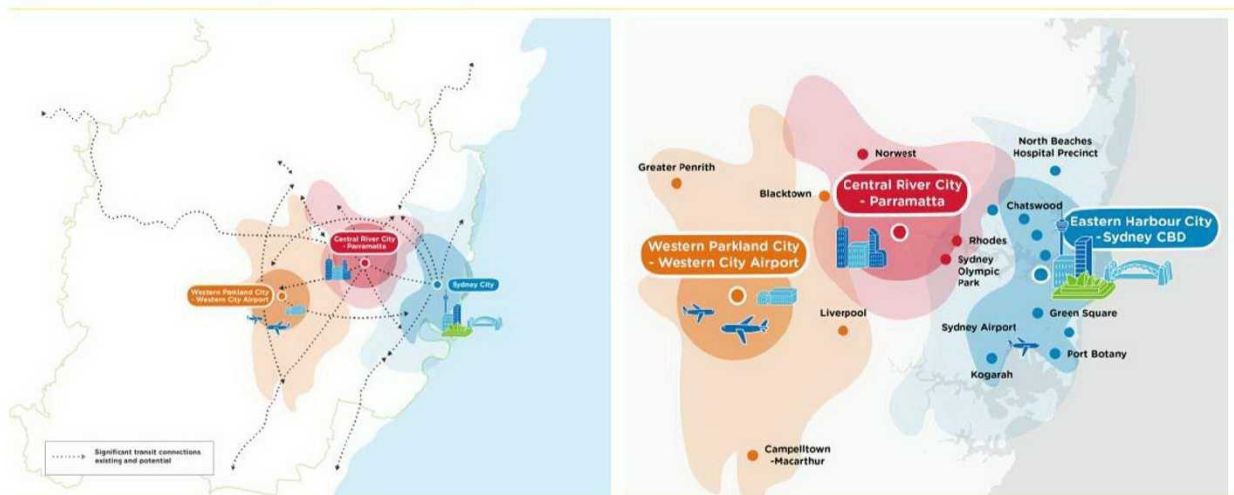 Central River City
- Parramatta
Western Parkland City
- Western City Airport
Sydney City
Significant transit connections
existing and potential
North Beaches
Hospital Precinct
Norwest
Greater Penrith
Blacktown
Central River City
- Parramatta
Chatswood
Eastern Harbour City
- Sydney CBD
Rhodes
Western Parkland City
- Western City Airport
Sydney
Olympic
Park
Liverpool
Green Square
Sydney Airport
Port Botany
Kogarah
Campelltown
-Macarthur